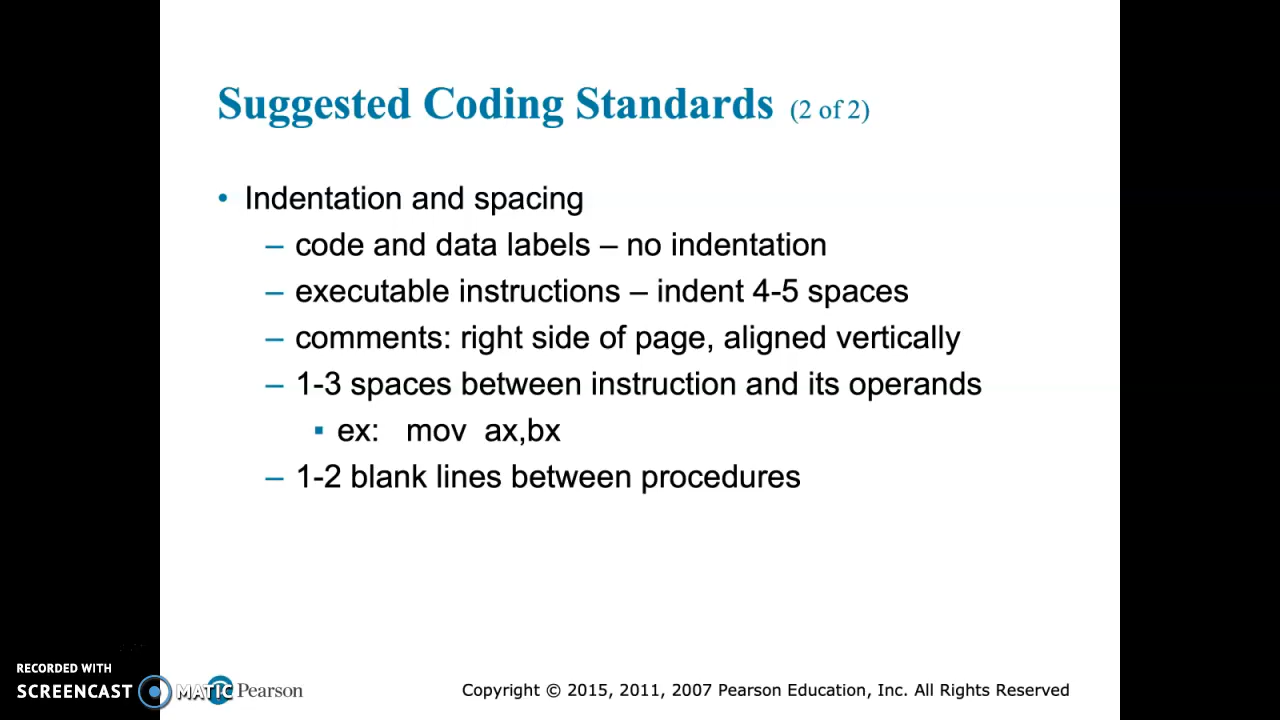 Suggested Coding Standards (2 of 2)
• Indentation and spacing
– code and data labels – no indentation
– executable instructions – indent 4-5 spaces
– comments: right side of page, aligned vertically
– 1-3 spaces between instruction and its operands
▪ ex: mov ax,bx
– 1-2 blank lines between procedures
RECORDED WITH
SCREENCAST MATIC
Pearson
Copyright © 2015, 2011, 2007 Pearson Education, Inc. All Rights Reserved